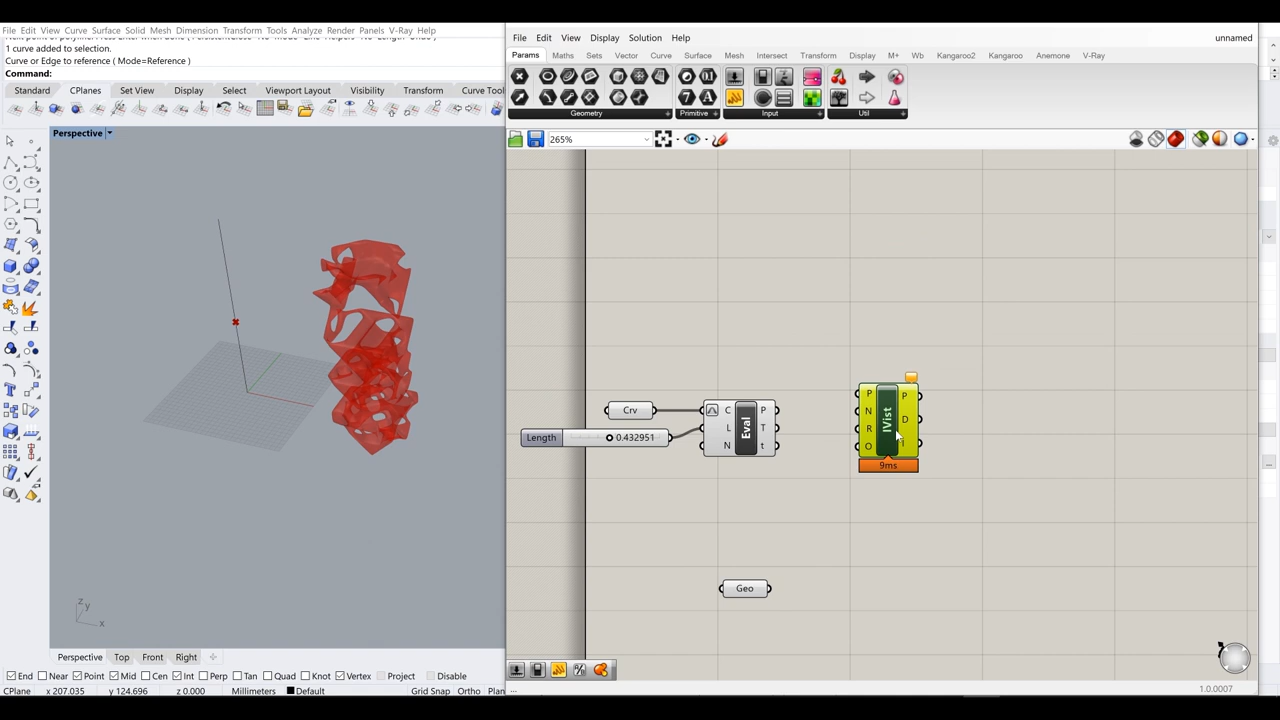 File Edit View Curve Surface Solid Mesh Dimension Transform Tools Analyze Render Panels V-Ray Help
1 curve added to selection.
Curve or Edge to reference ( Mode=Reference )
Command:
Standard CPlanes Set View Display Select Viewport Layout Visibility Transform Curve Tool
Perspective
z
y
x
Perspective Top Front Right
End Near Point Mid Cen Int Perp Tan Quad Knot Vertex Project Disable
CPlane x 207.035 y 124.696 z 0.000 Millimeters Default Grid Snap Ortho Plan
File Edit View Display Solution Help unnamed
Params Maths Sets Vector Curve Surface Mesh Intersect Transform Display M+ Wb Kangaroo2 Kangaroo Anemone V-Ray
Geometry Primitive Input Util
265%
Crv
Length 0.432951
C L N Eval P T t
P N R O IVist P D I
9ms
Geo
...
1.0.0007